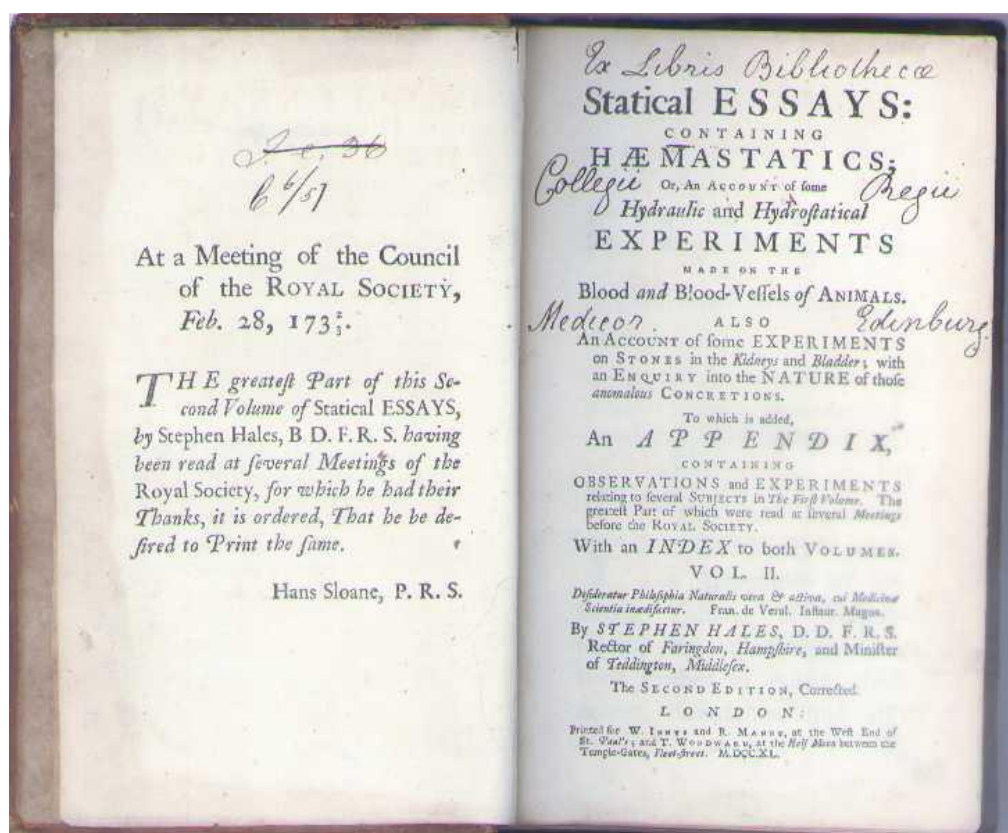 J. c. 36
C 6/51
At a Meeting of the Council
of the ROYAL SOCIETY,
Feb. 28, 173⅔.
THE greateſt Part of this Se-
cond Volume of Statical ESSAYS,
by Stephen Hales, B D. F. R. S. having
been read at ſeveral Meetings of the
Royal Society, for which he had their
Thanks, it is ordered, That he be de-
ſired to Print the ſame.
Hans Sloane, P. R. S.
Ex Libris Bibliothecæ
Statical ESSAYS:
CONTAINING
HÆMASTATICS;
Collegii Or, An Account of ſome Regii
Hydraulic and Hydroſtatical
EXPERIMENTS
MADE ON THE
Blood and Blood-Veſſels of ANIMALS.
Medicor. ALSO Edinburg.
An Account of ſome EXPERIMENTS
on STONES in the Kidneys and Bladder; with
an ENQUIRY into the NATURE of thoſe
anomalous CONCRETIONS.
To which is added,
An APPENDIX,
CONTAINING
OBSERVATIONS and EXPERIMENTS
relating to ſeveral SUBJECTS in The Firſt Volume. The
greateſt Part of which were read at ſeveral Meetings
before the ROYAL SOCIETY.
With an INDEX to both VOLUMES.
VOL. II.
Deſideratur Philoſophia Naturalis vera & activa, cui Medicinæ
Scientia inædificetur. Fran. de Verul. Inſtaur. Magna.
By STEPHEN HALES, D. D. F. R. S.
Rector of Faringdon, Hampſhire, and Miniſter
of Teddington, Middleſex.
The SECOND EDITION, Corrected.
LONDON:
Printed for W. INNYS and R. MANBY, at the Weſt End of
St. Paul's; and T. WOODWARD, at the Half Moon between the
Temple-Gates, Fleet-ſtreet. M.DCC.XL.